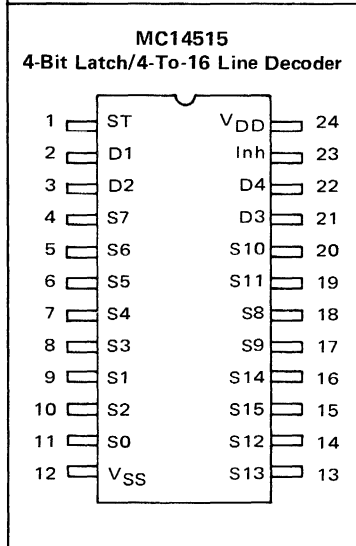 MC14515
4-Bit Latch/4-To-16 Line Decoder
1 ST VDD 24
2 D1 Inh 23
3 D2 D4 22
4 S7 D3 21
5 S6 S10 20
6 S5 S11 19
7 S4 S8 18
8 S3 S9 17
9 S1 S14 16
10 S2 S15 15
11 S0 S12 14
12 VSS S13 13